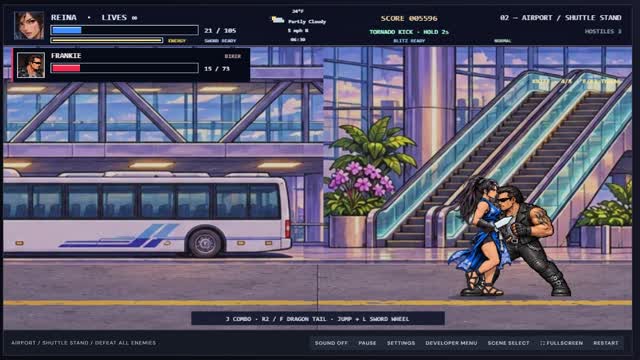 REINA · LIVES ∞
21 / 105
ENERGY SWORD READY
FRANKIE BIKER
15 / 73
24°F
Partly Cloudy
5 mph N
06:30
SCORE 005596
TORNADO KICK · HOLD 2s
BLITZ READY NORMAL
02 — AIRPORT / SHUTTLE STAND
HOSTILES 3
J COMBO · R2 / F DRAGON TAIL · JUMP + L SWORD WHEEL
AIRPORT / SHUTTLE STAND / DEFEAT ALL ENEMIES
SOUND OFF PAUSE SETTINGS DEVELOPER MENU SCENE SELECT FULLSCREEN RESTART